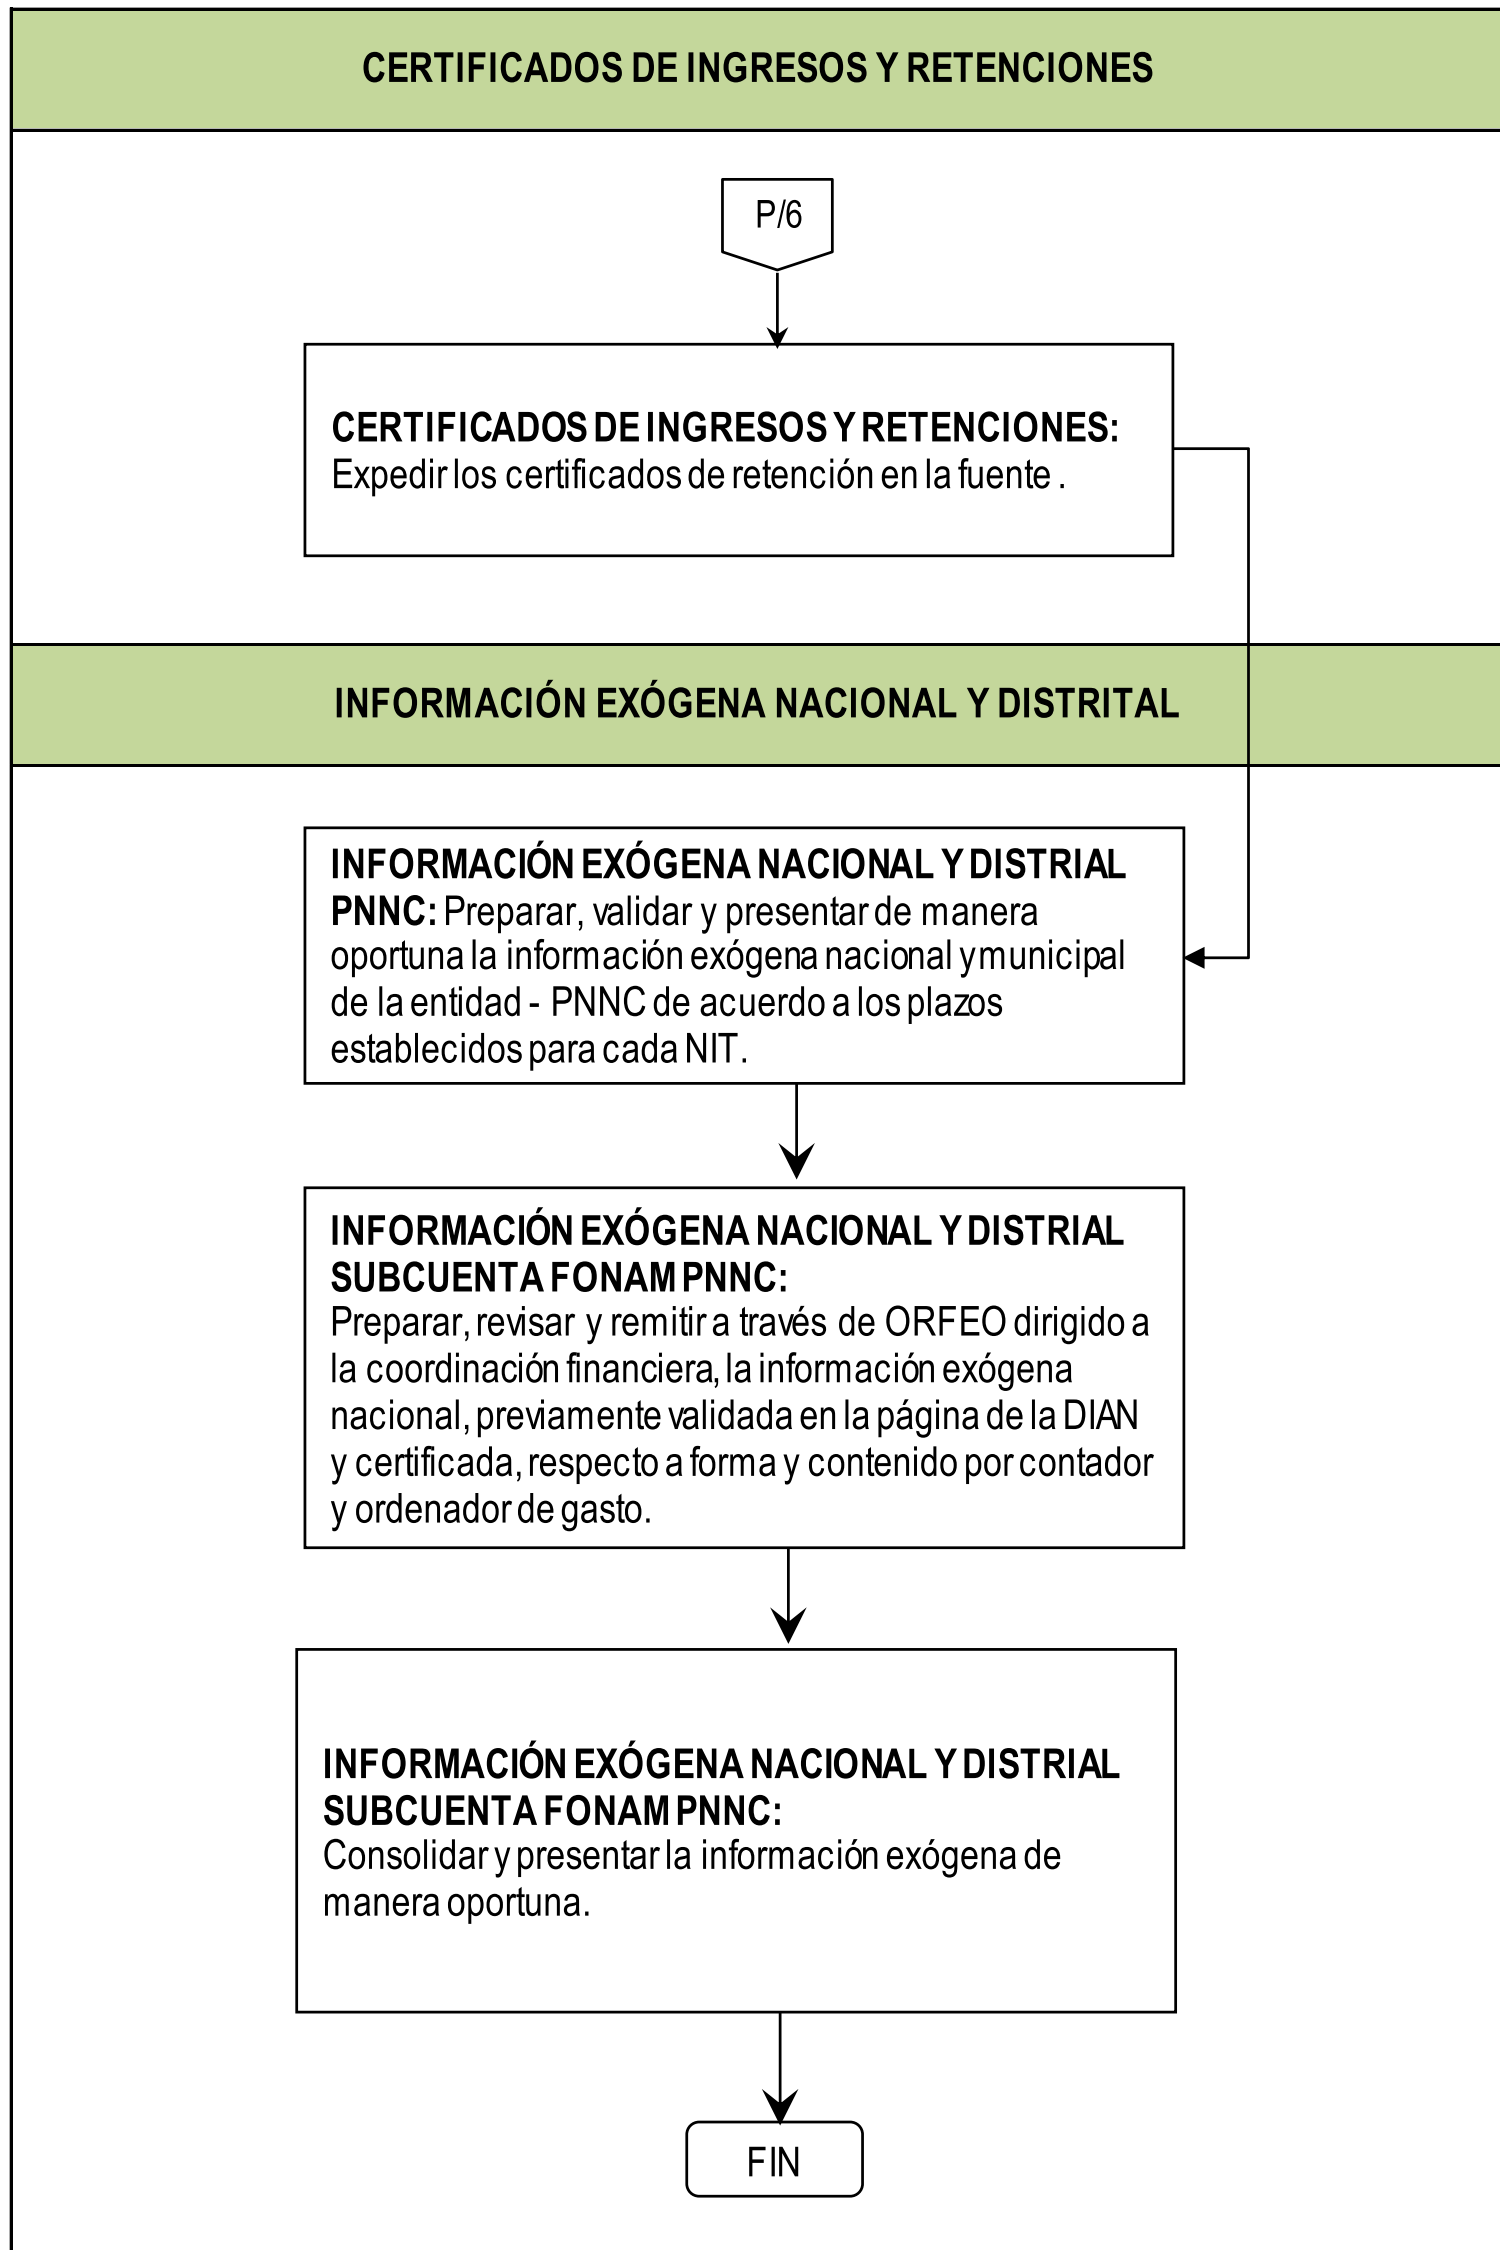 CERTIFICADOS DE INGRESOS Y RETENCIONES
P/6
CERTIFICADOS DE INGRESOS Y RETENCIONES:
Expedir los certificados de retención en la fuente .
INFORMACIÓN EXÓGENA NACIONAL Y DISTRITAL
INFORMACIÓN EXÓGENA NACIONAL Y DISTRIAL
PNNC: Preparar, validar y presentar de manera
oportuna la información exógena nacional y municipal
de la entidad - PNNC de acuerdo a los plazos
establecidos para cada NIT.
INFORMACIÓN EXÓGENA NACIONAL Y DISTRIAL
SUBCUENTA FONAM PNNC:
Preparar, revisar y remitir a través de ORFEO dirigido a
la coordinación financiera, la información exógena
nacional, previamente validada en la página de la DIAN
y certificada, respecto a forma y contenido por contador
y ordenador de gasto.
INFORMACIÓN EXÓGENA NACIONAL Y DISTRIAL
SUBCUENTA FONAM PNNC:
Consolidar y presentar la información exógena de
manera oportuna.
FIN